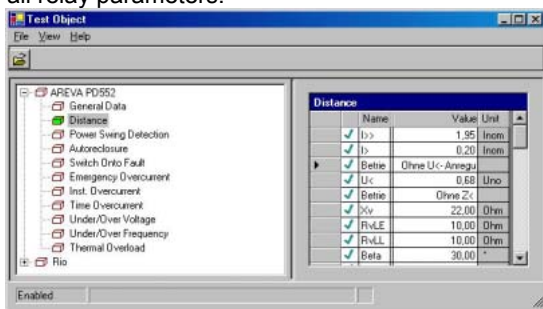 all relay parameters.
Test Object
File View Help
AREVA PD552
General Data
Distance
Power Swing Detection
Autoreclosure
Switch Onto Fault
Emergency Overcurrent
Inst. Overcurrent
Time Overcurrent
Under/Over Voltage
Under/Over Frequency
Thermal Overload
Rio
Distance
Name Value Unit
I>> 1,95 Inom
I> 0,20 Inom
Betrie Ohne U<-Anregu
U< 0,68 Uno
Betrie Ohne Z<
Xv 22,00 Ohm
RvLE 10,00 Ohm
RvLL 10,00 Ohm
Beta 30,00 °
Enabled